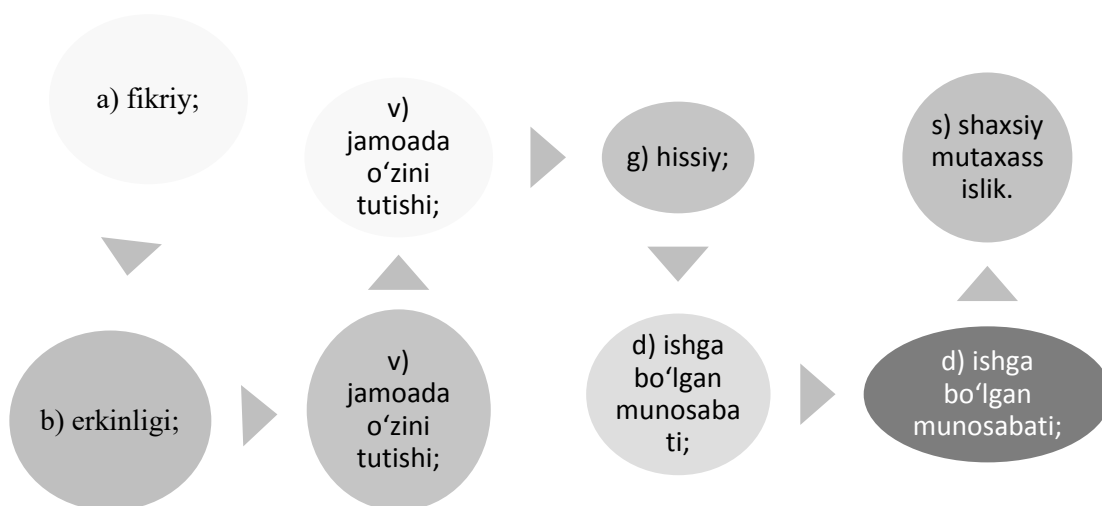 a) fikriy;
b) erkinligi;
v)
jamoada
o‘zini
tutishi;
v)
jamoada
o‘zini
tutishi;
g) hissiy;
d) ishga
bo‘lgan
munosaba
ti;
d) ishga
bo‘lgan
munosabati;
s) shaxsiy
mutaxass
islik.